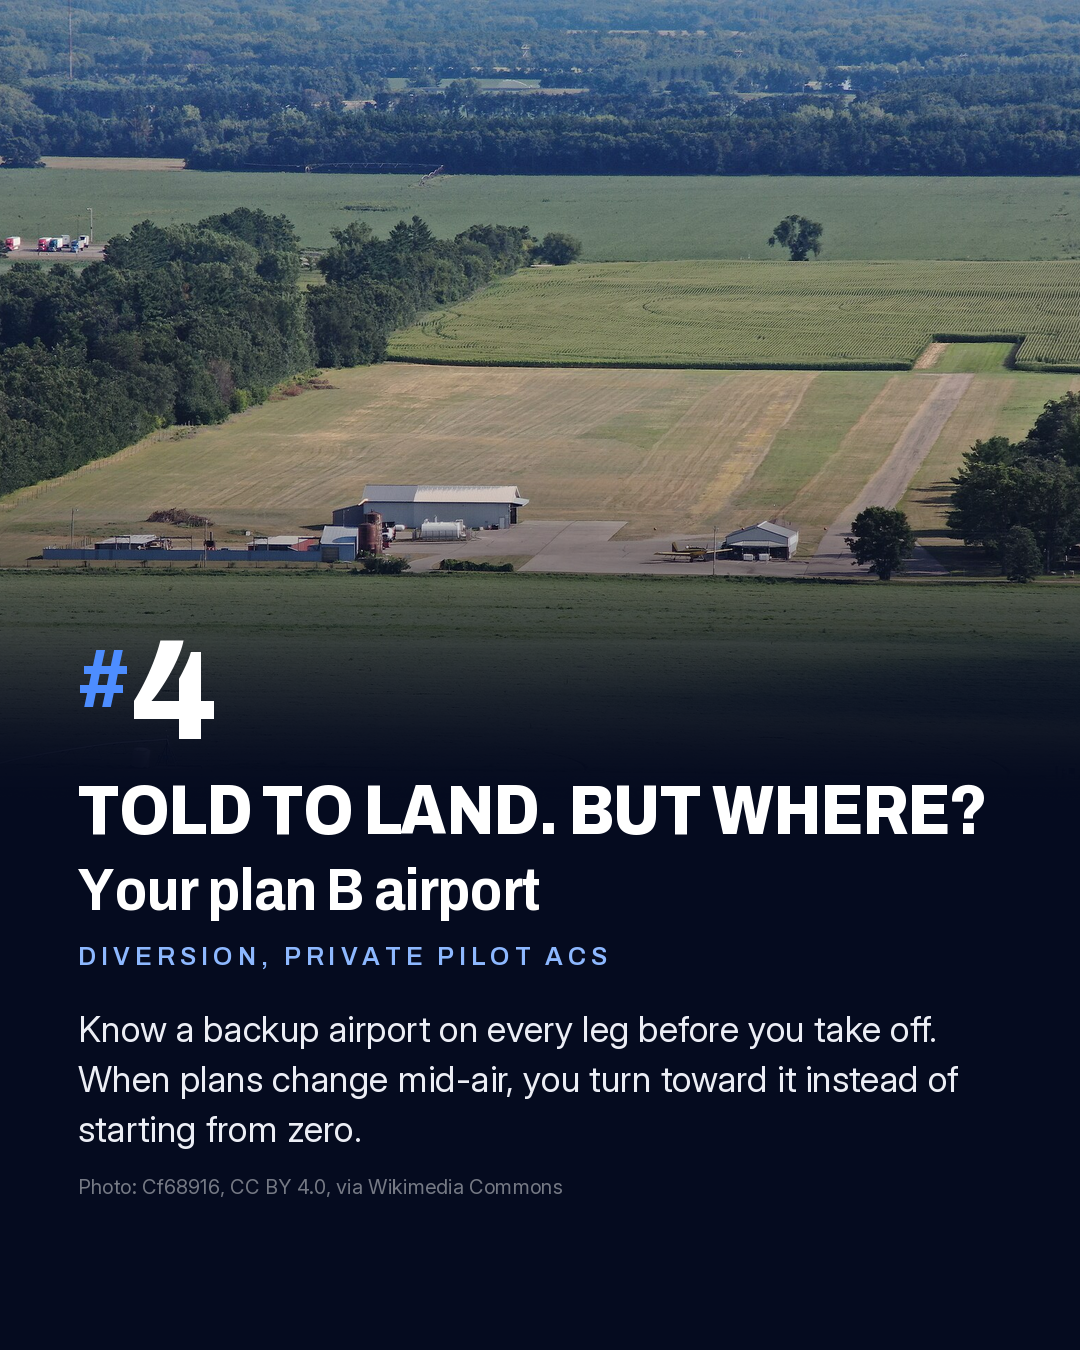 #4
TOLD TO LAND. BUT WHERE?
Your plan B airport
DIVERSION, PRIVATE PILOT ACS
Know a backup airport on every leg before you take off.
When plans change mid-air, you turn toward it instead of
starting from zero.
Photo: Cf68916, CC BY 4.0, via Wikimedia Commons